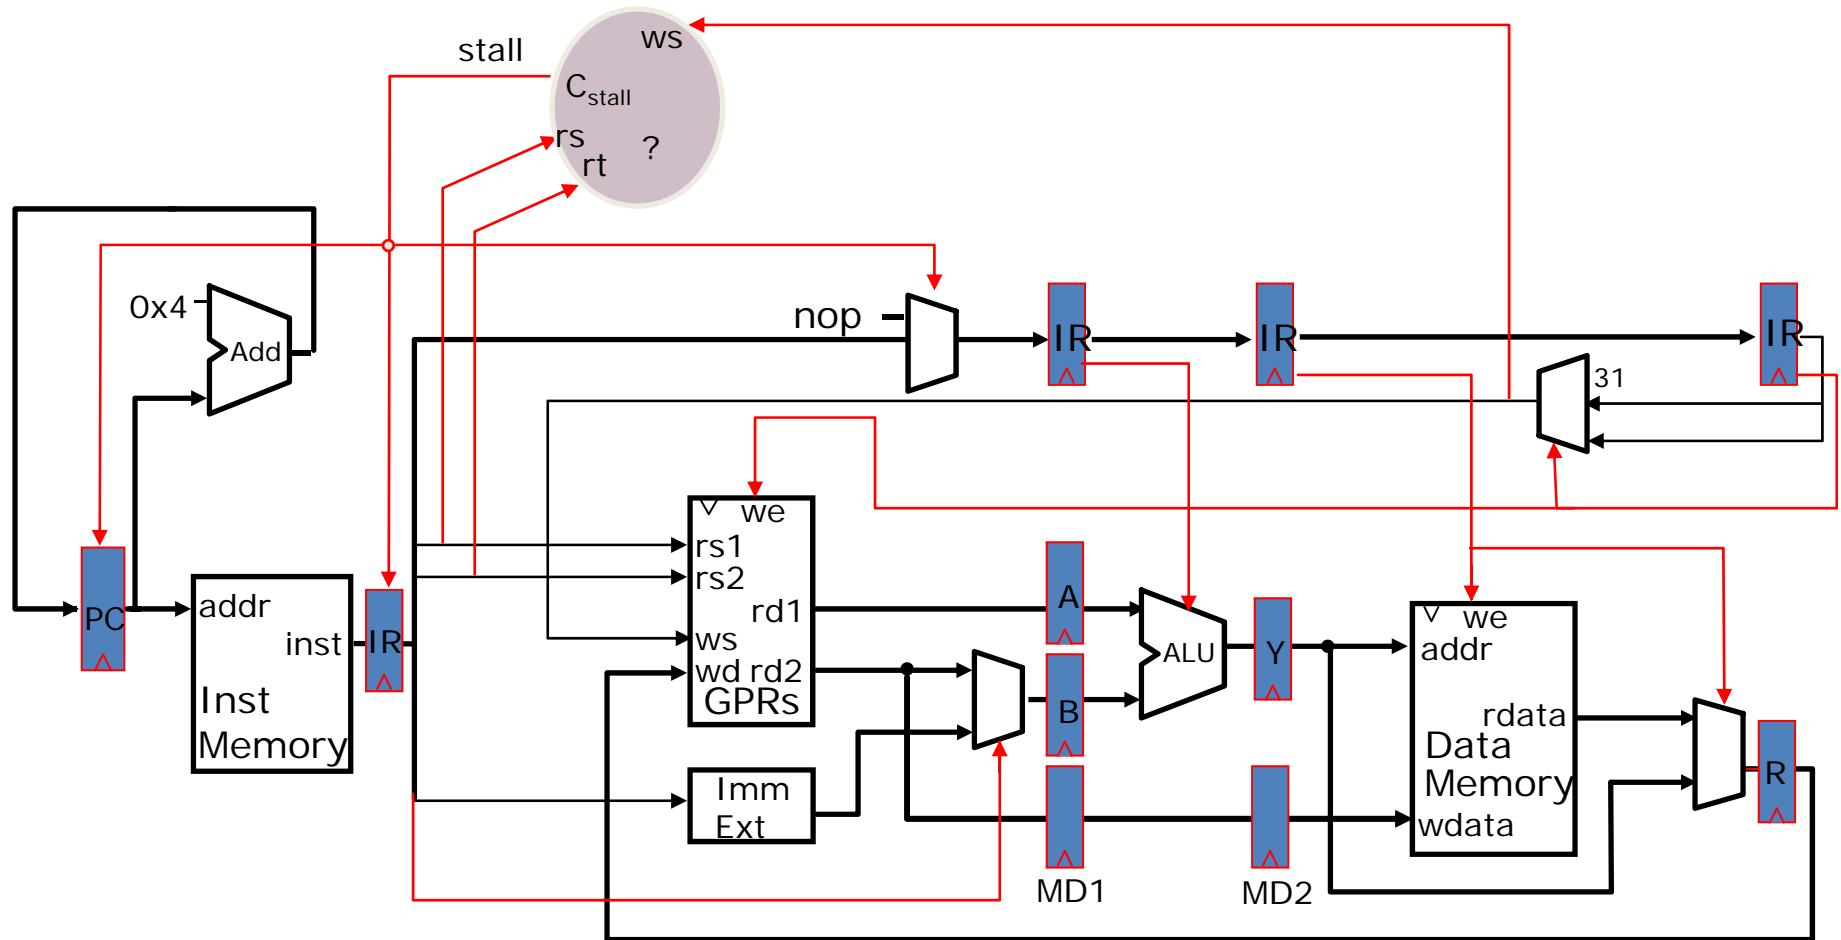 ws
stall
C_stall
rs
?
rt
0x4
Add
nop
IR
IR
IR
31
we
rs1
rs2
rd1
ws
wd rd2
GPRs
PC
addr
inst
Inst
Memory
IR
A
B
ALU
Y
we
addr
rdata
Data
Memory
wdata
R
Imm
Ext
MD1
MD2